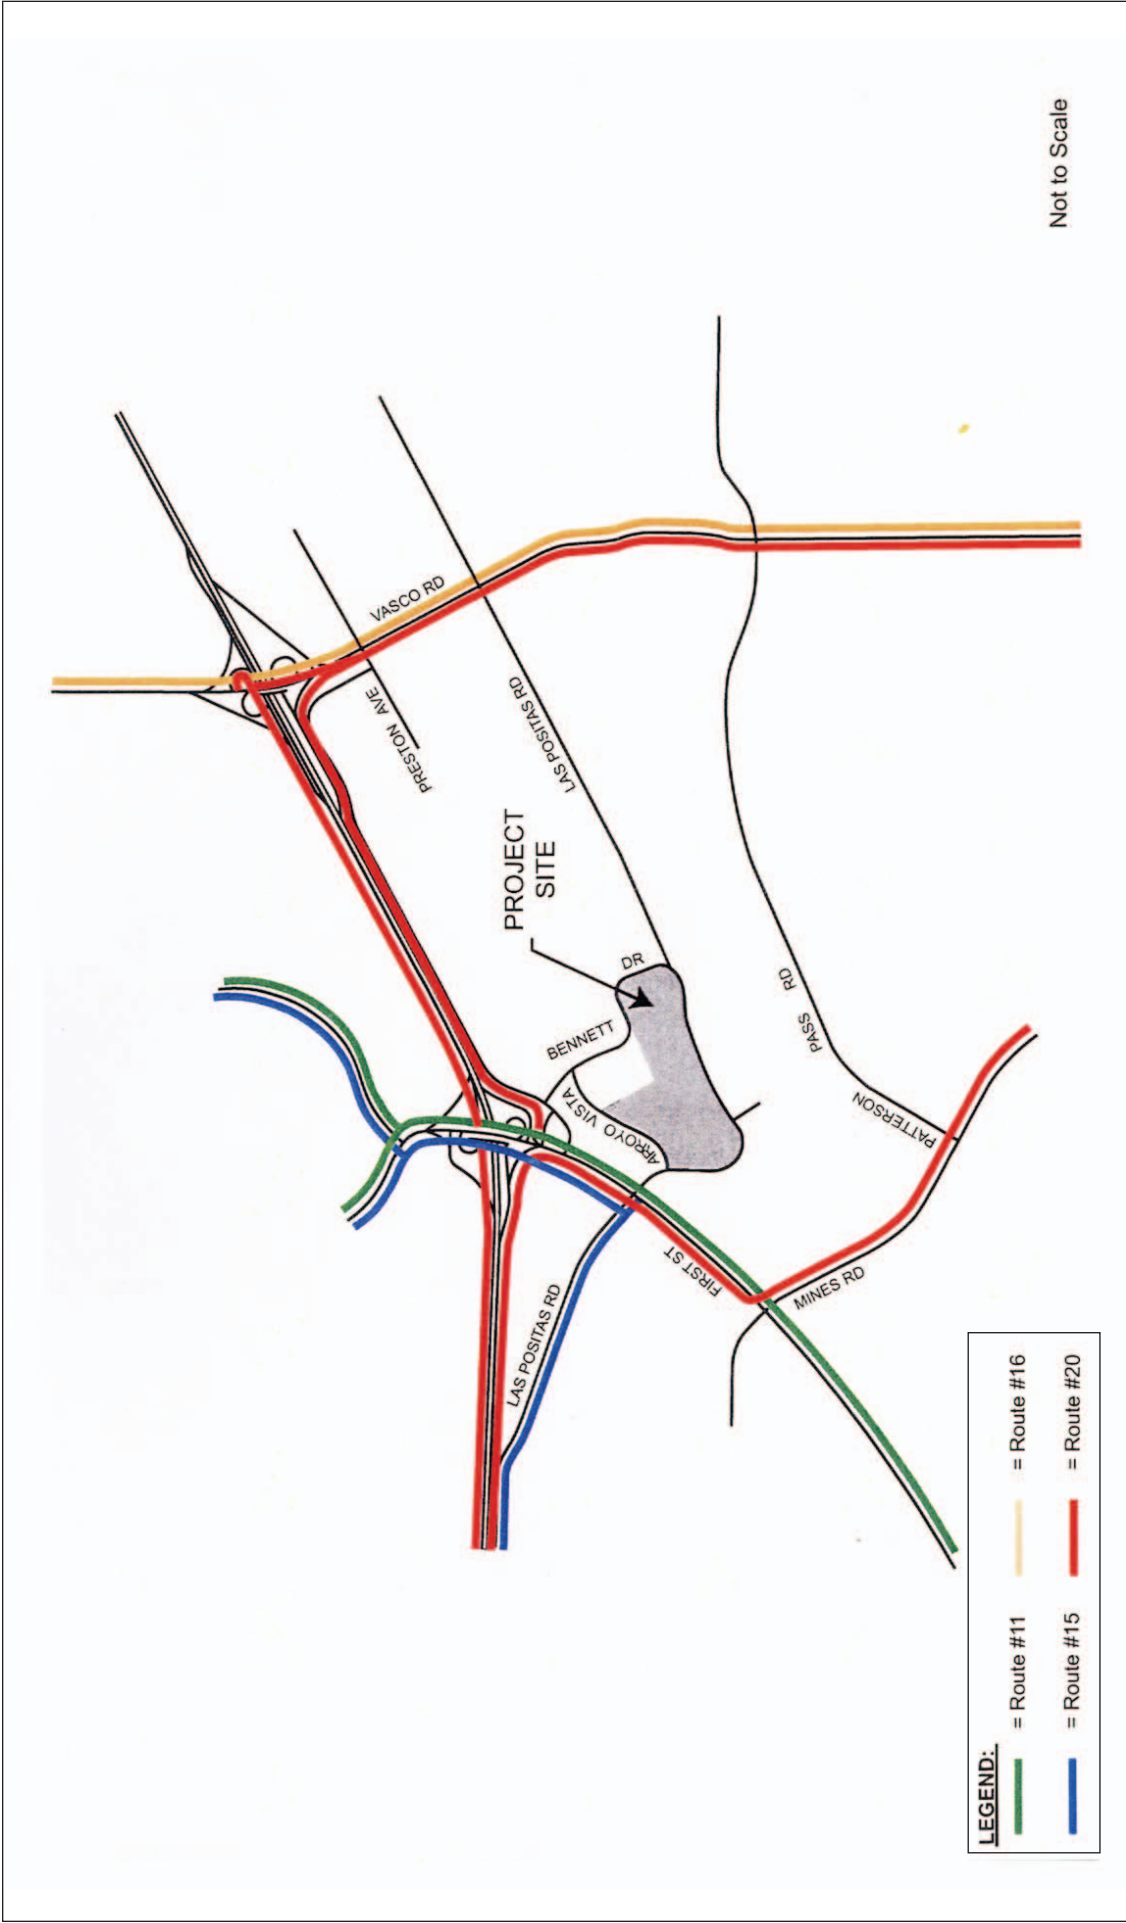 Not to Scale
VASCO RD
PRESTON AVE
LAS POSITAS RD
PROJECT
SITE
BENNETT
DR
ARROYO VISTA
PATTERSON
PASS
RD
FIRST ST
LAS POSITAS RD
MINES RD
LEGEND:
= Route #11
= Route #16
= Route #15
= Route #20